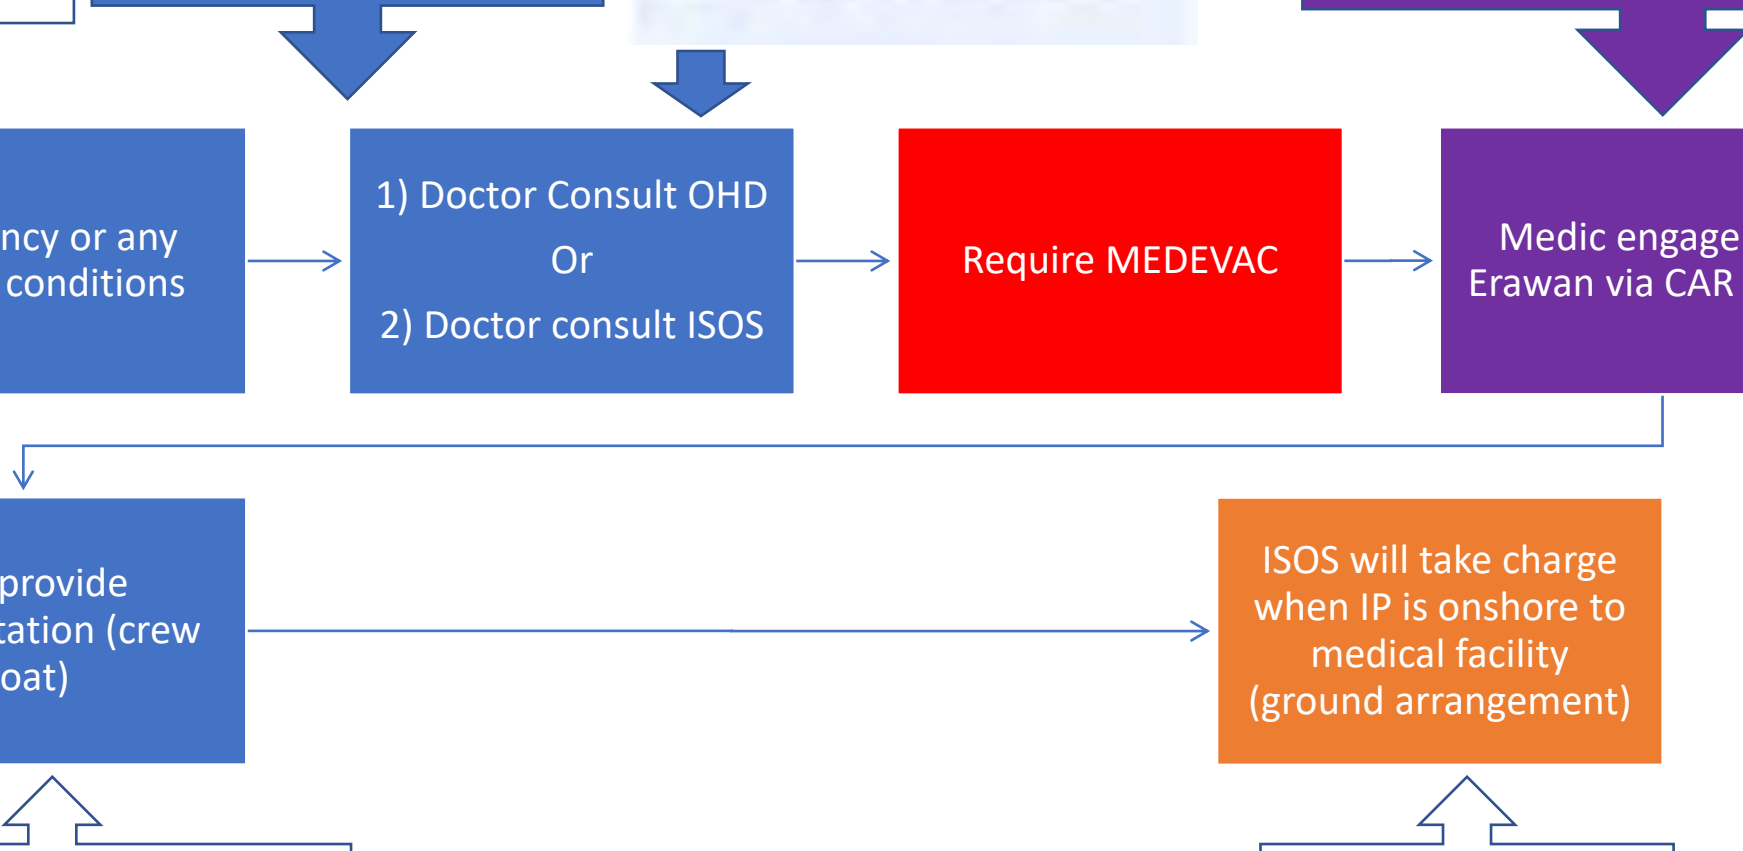 ncy or any
conditions
1) Doctor Consult OHD
Or
2) Doctor consult ISOS
Require MEDEVAC
Medic engage
Erawan via CAR
provide
tation (crew
oat)
ISOS will take charge
when IP is onshore to
medical facility
(ground arrangement)